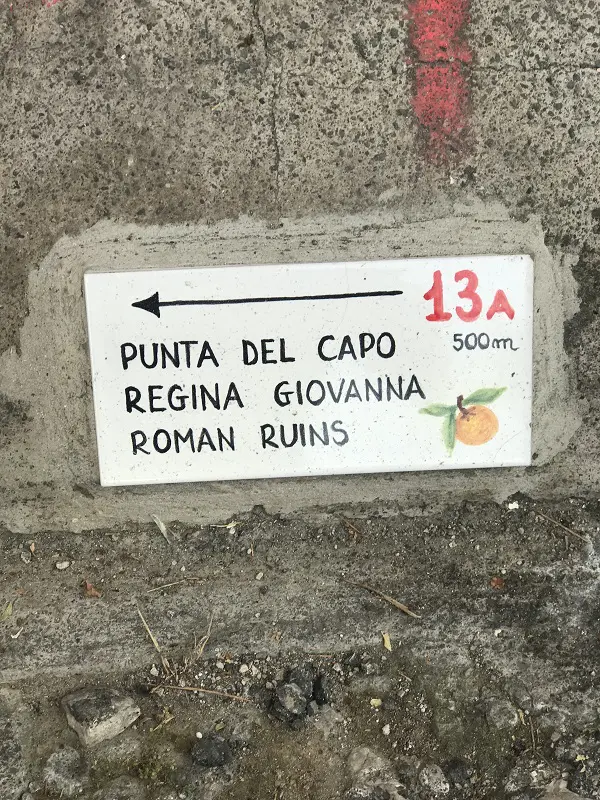 13A
500m
PUNTA DEL CAPO
REGINA GIOVANNA
ROMAN RUINS